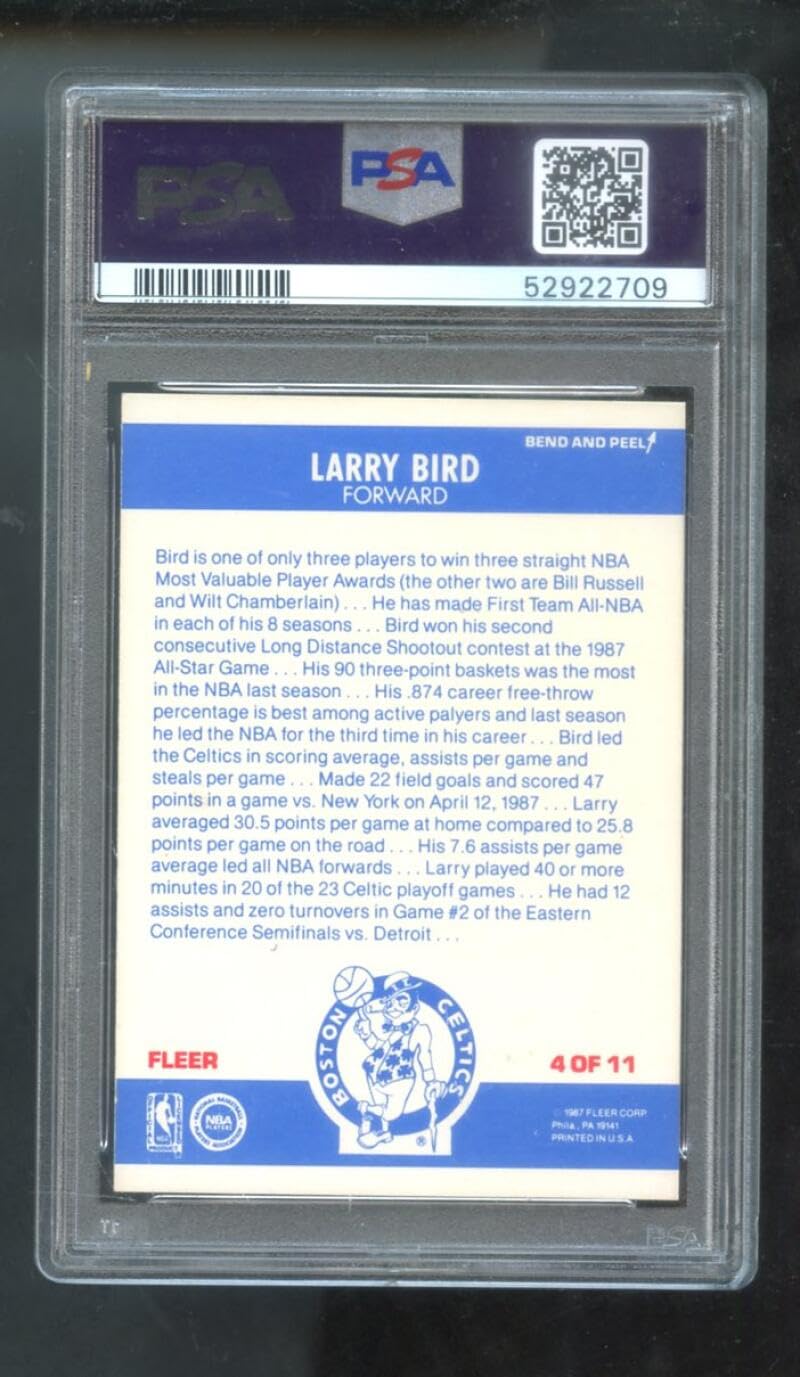 PSA
PSA
52922709
BEND AND PEEL
LARRY BIRD
FORWARD
Bird is one of only three players to win three straight NBA
Most Valuable Player Awards (the other two are Bill Russell
and Wilt Chamberlain) . . . He has made First Team All-NBA
in each of his 8 seasons . . . Bird won his second
consecutive Long Distance Shootout contest at the 1987
All-Star Game . . . His 90 three-point baskets was the most
in the NBA last season . . . His .874 career free-throw
percentage is best among active palyers and last season
he led the NBA for the third time in his career . . . Bird led
the Celtics in scoring average, assists per game and
steals per game . . . Made 22 field goals and scored 47
points in a game vs. New York on April 12, 1987 . . . Larry
averaged 30.5 points per game at home compared to 25.8
points per game on the road . . . His 7.6 assists per game
average led all NBA forwards . . . Larry played 40 or more
minutes in 20 of the 23 Celtic playoff games . . . He had 12
assists and zero turnovers in Game #2 of the Eastern
Conference Semifinals vs. Detroit . . .
BOSTON CELTICS
®
FLEER
4 OF 11
NBA
PLAYERS
© 1987 FLEER CORP.
Phila., PA 19141
PRINTED IN U.S.A.
PSA